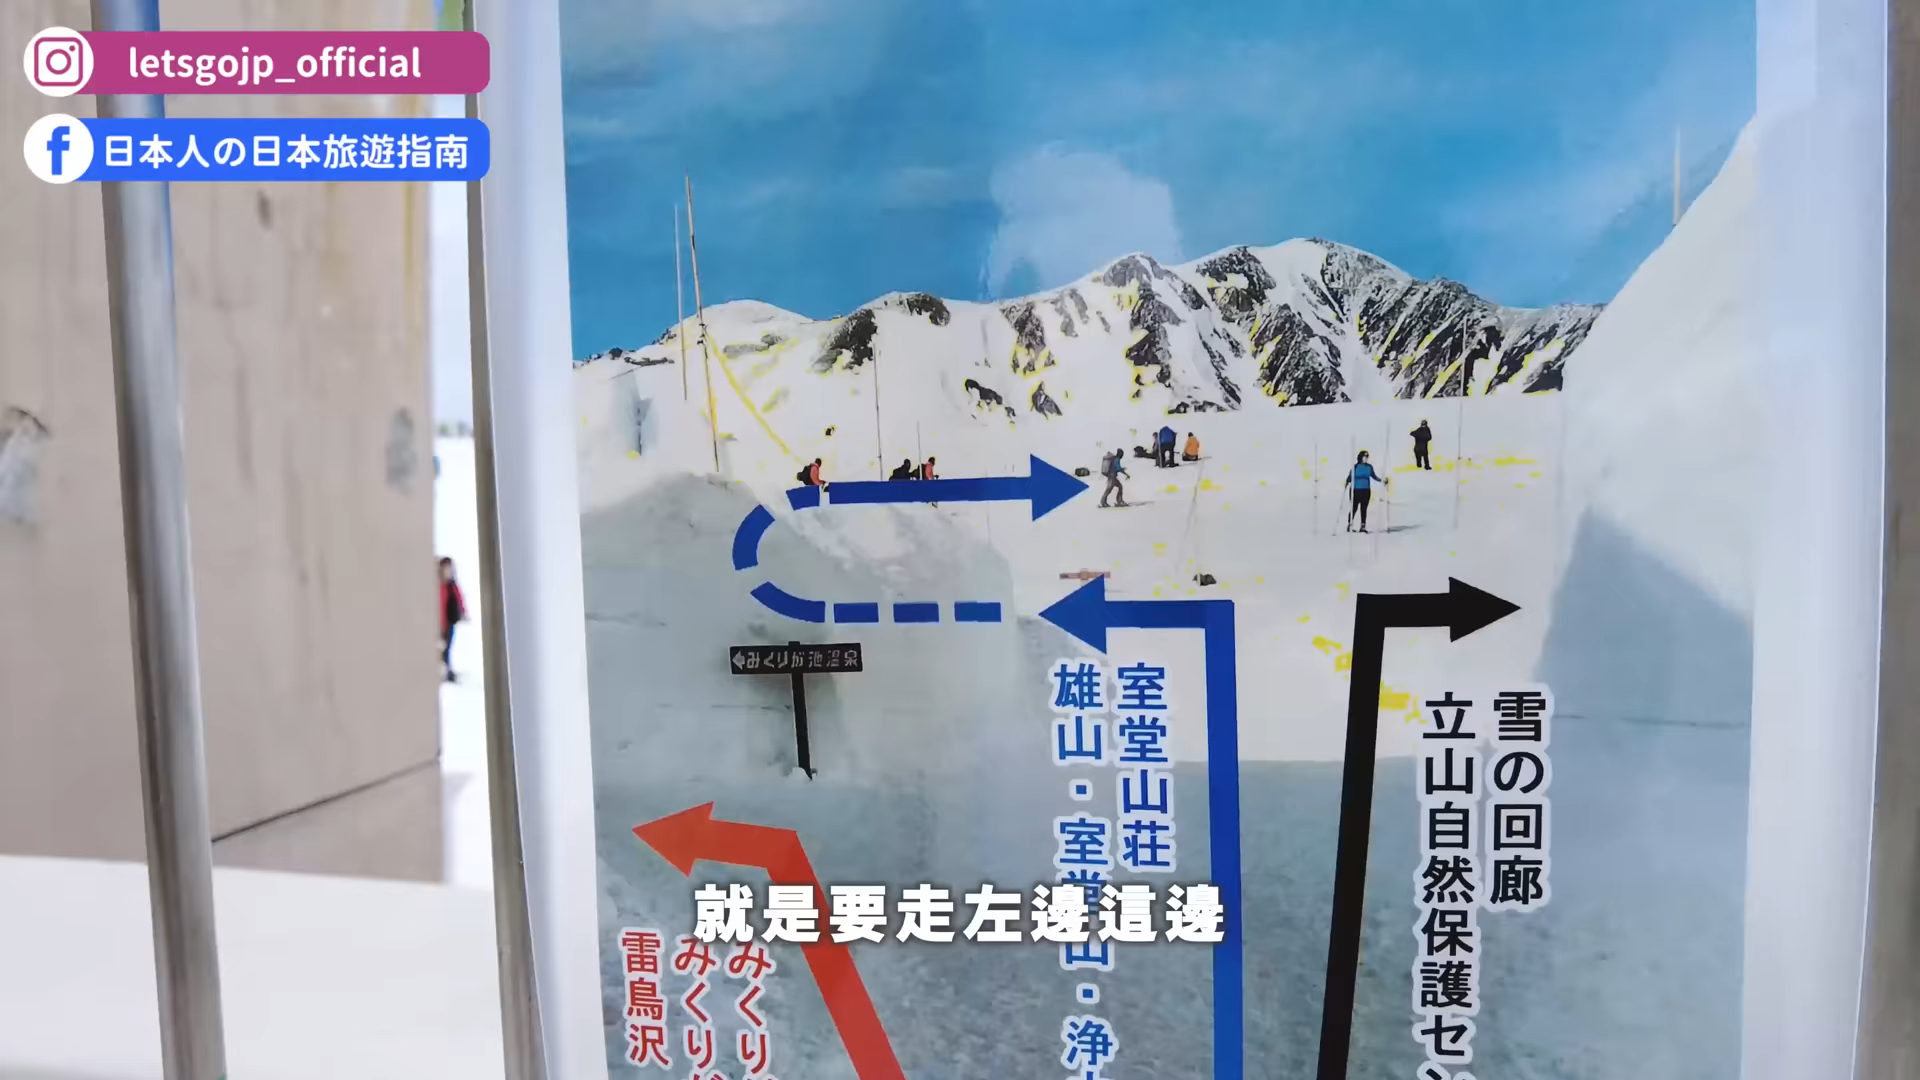 letsgojp_official
日本人の日本旅遊指南
みくりが池温泉
雪の回廊
立山自然保護セン
室堂山荘
雄山・室堂山・浄
みくり
みくりが
雷鳥沢
就是要走左邊這邊